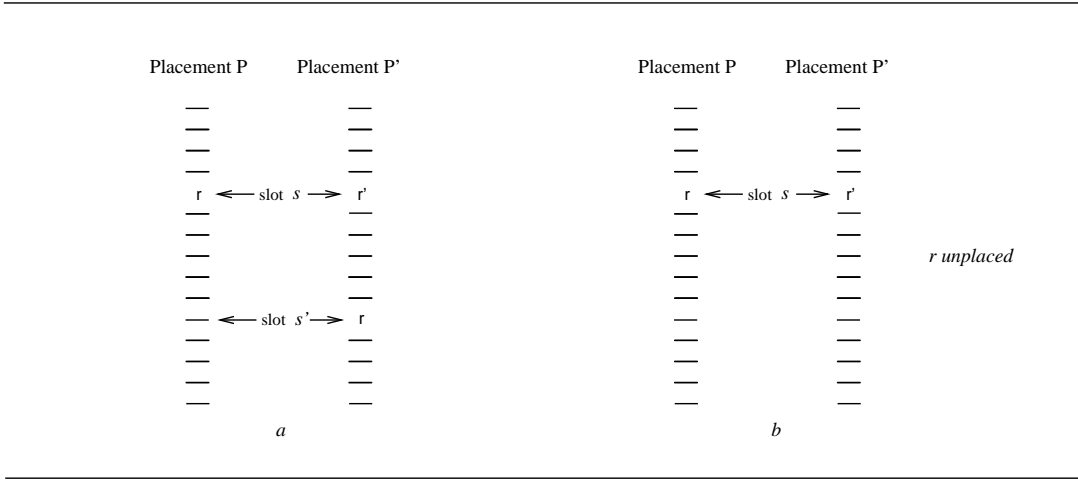 Placement P Placement P' Placement P Placement P'
r slot s r' r slot s r'
r unplaced
slot s' r
a b